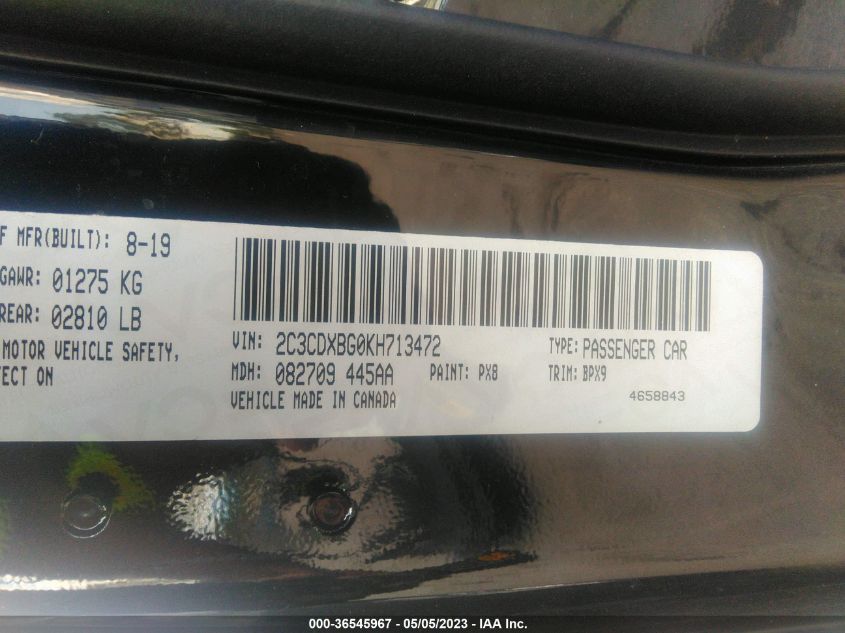 F MFR(BUILT): 8-19
GAWR: 01275 KG
REAR: 02810 LB
MOTOR VEHICLE SAFETY,
FECT ON
VIN: 2C3CDXBG0KH713472 TYPE: PASSENGER CAR
MDH: 082709 445AA PAINT: PX8 TRIM: BPX9
VEHICLE MADE IN CANADA 4658843
000-36545967 - 05/05/2023 - IAA Inc.